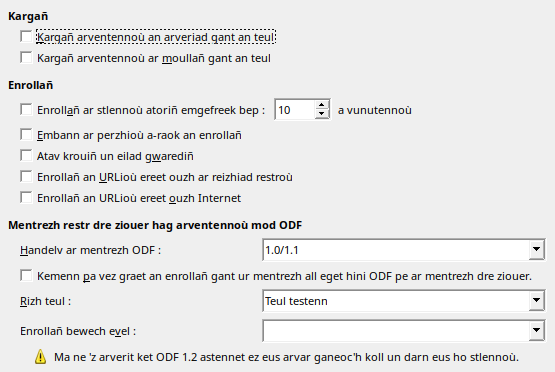 Kargañ
Kargañ arventennoù an arveriad gant an teul
Kargañ arventennoù ar moullañ gant an teul
Enrollañ
Enrollañ ar stlennoù atoriñ emgefreek bep : 10 a vunutennoù
Embann ar perzhioù a-raok an enrollañ
Atav krouiñ un eilad gwarediñ
Enrollañ an URLioù ereet ouzh ar reizhiad restroù
Enrollañ an URLioù ereet ouzh Internet
Mentrezh restr dre ziouer hag arventennoù mod ODF
Handelv ar mentrezh ODF : 1.0/1.1
Kemenn pa vez graet an enrollañ gant ur mentrezh all eget hini ODF pe ar mentrezh dre ziouer.
Rizh teul : Teul testenn
Enrollañ bewech evel :
Ma ne 'z arverit ket ODF 1.2 astennet ez eus arvar ganeoc'h koll un darn eus ho stlennoù.